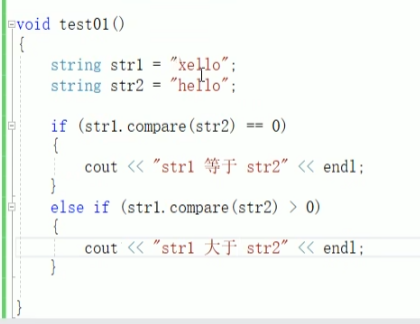 void test01()
{
string str1 = "xello";
string str2 = "hello";
if (str1.compare(str2) == 0)
{
cout << "str1 等于 str2" << endl;
}
else if (str1.compare(str2) > 0)
{
cout << "str1 大于 str2" << endl;
}
}